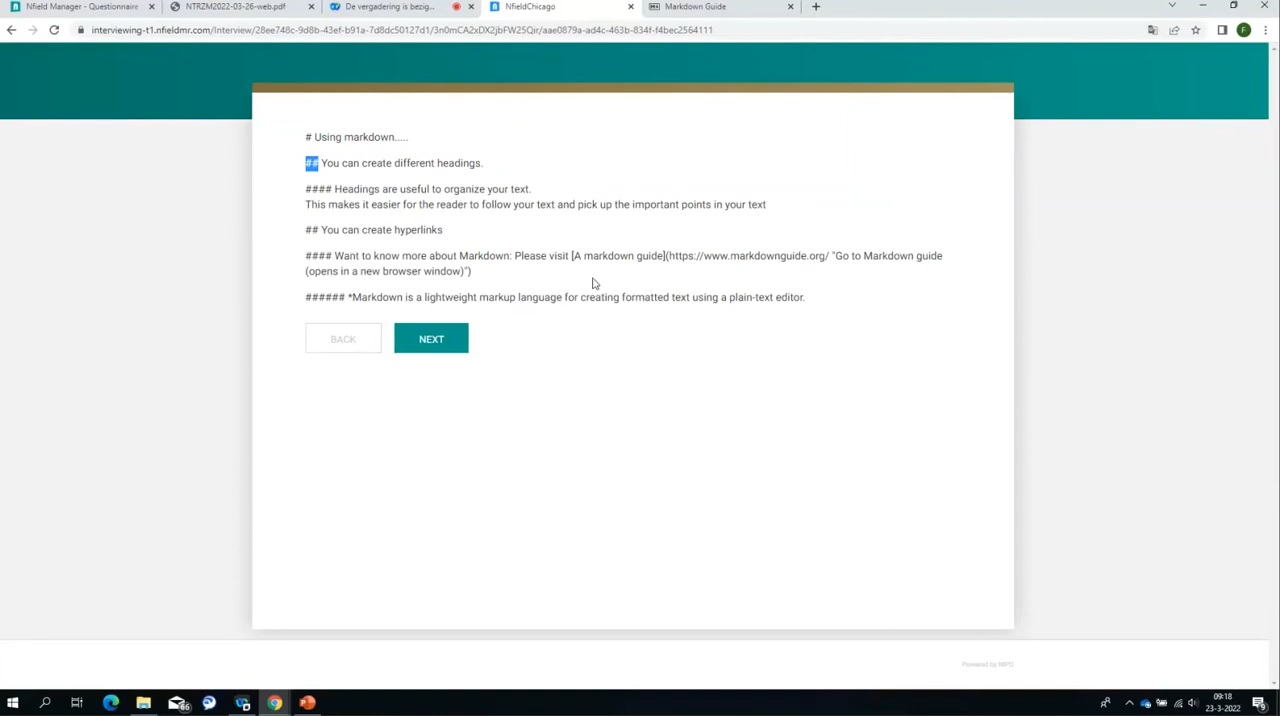 Nfield Manager - Questionnaire
NTRZM2022-03-26-web.pdf
De vergadering is bezig...
NfieldChicago
Markdown Guide
interviewing-t1.nfieldmr.com/Interview/28ee748c-9d8b-43ef-b91a-7d8dc50127d1/3n0mCA2xDX2jbFW25Qir/aae0879a-ad4c-463b-834f-f4bec2564111
F
# Using markdown.....
## You can create different headings.
#### Headings are useful to organize your text.
This makes it easier for the reader to follow your text and pick up the important points in your text
## You can create hyperlinks
#### Want to know more about Markdown: Please visit [A markdown guide](https://www.markdownguide.org/ "Go to Markdown guide
(opens in a new browser window)")
###### *Markdown is a lightweight markup language for creating formatted text using a plain-text editor.
BACK
NEXT
Powered by NIPO
66
09:18
23-3-2022